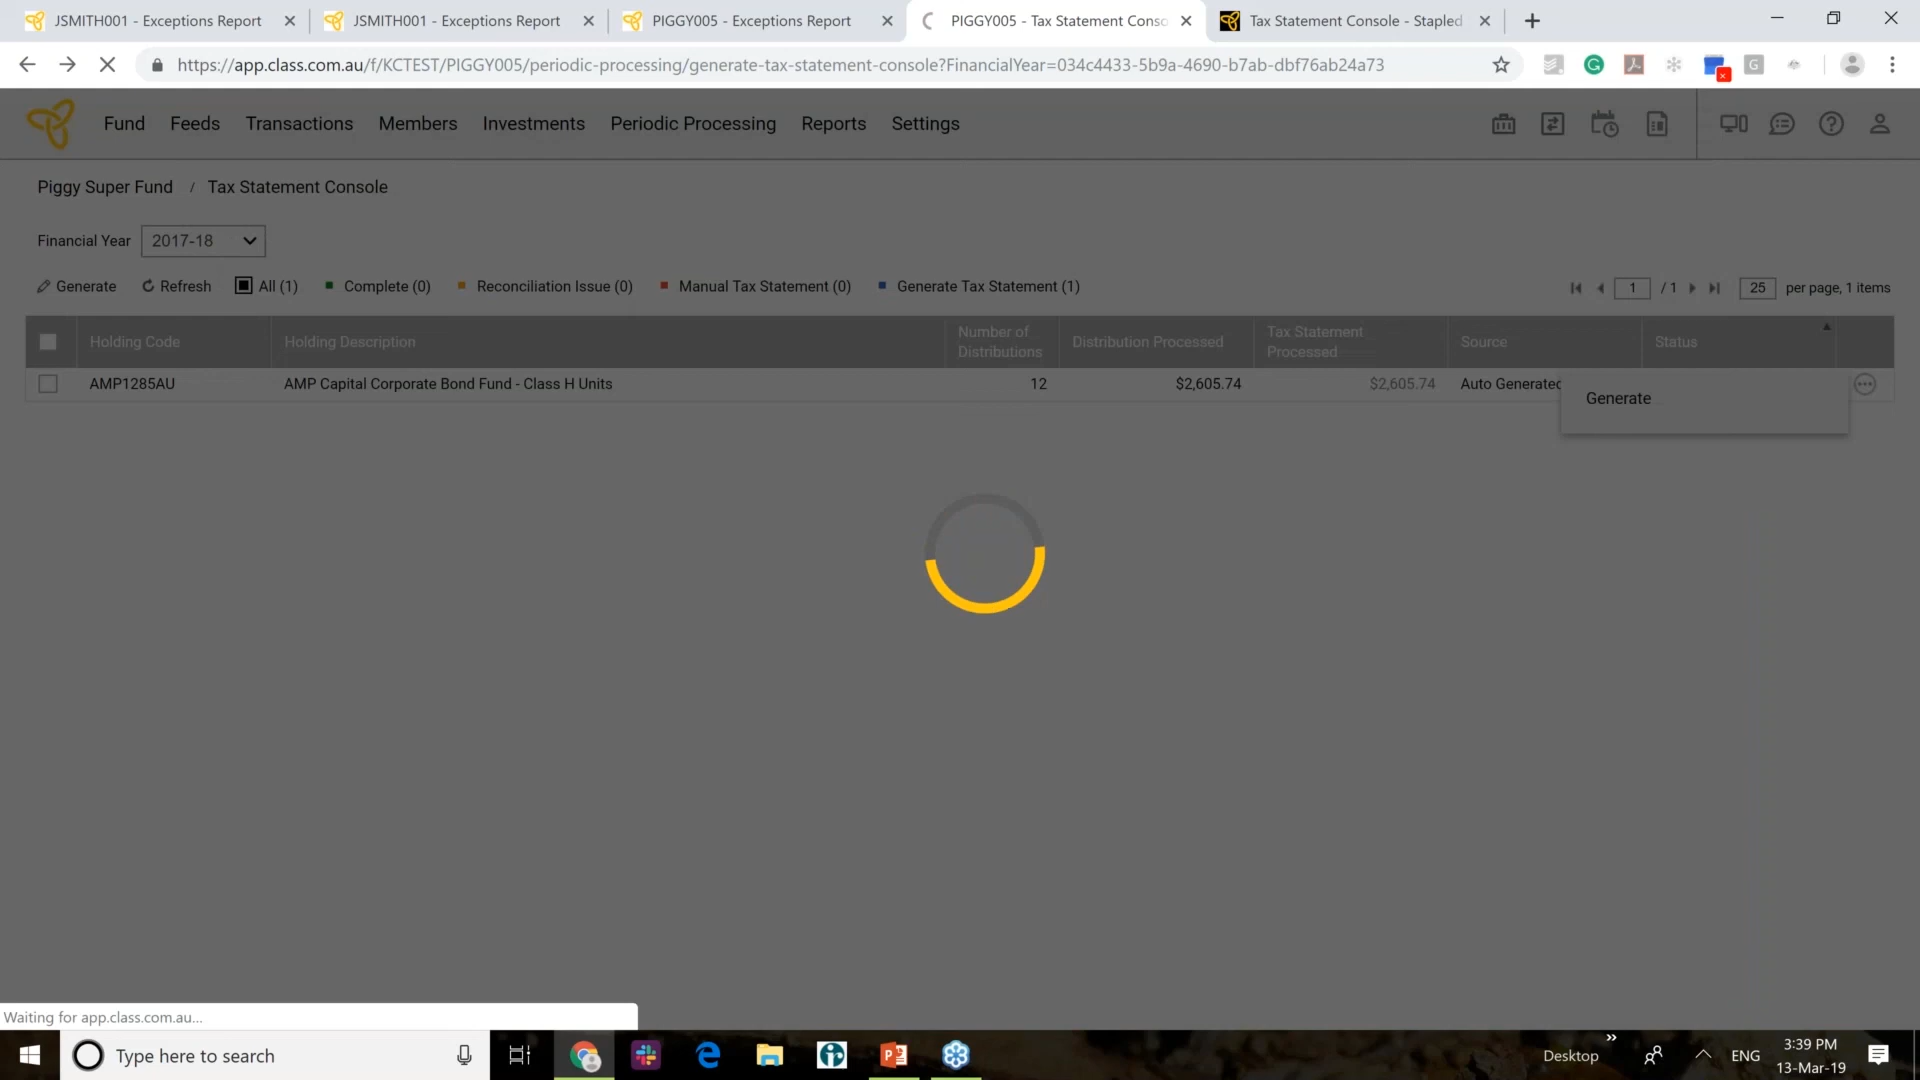 JSMITH001 - Exceptions Report
JSMITH001 - Exceptions Report
PIGGY005 - Exceptions Report
PIGGY005 - Tax Statement Conso
Tax Statement Console - Stapled
https://app.class.com.au/f/KCTEST/PIGGY005/periodic-processing/generate-tax-statement-console?FinancialYear=034c4433-5b9a-4690-b7ab-dbf76ab24a73
Fund Feeds Transactions Members Investments Periodic Processing Reports Settings
Piggy Super Fund / Tax Statement Console
Financial Year 2017-18
Generate Refresh All (1) Complete (0) Reconciliation Issue (0) Manual Tax Statement (0) Generate Tax Statement (1) 1 / 1 25 per page, 1 items
Holding Code Holding Description Number of Distributions Distribution Processed Tax Statement Processed Source Status
AMP1285AU AMP Capital Corporate Bond Fund - Class H Units 12 $2,605.74 $2,605.74 Auto Generated
Generate
Waiting for app.class.com.au...
Type here to search
Desktop
ENG
3:39 PM
13-Mar-19